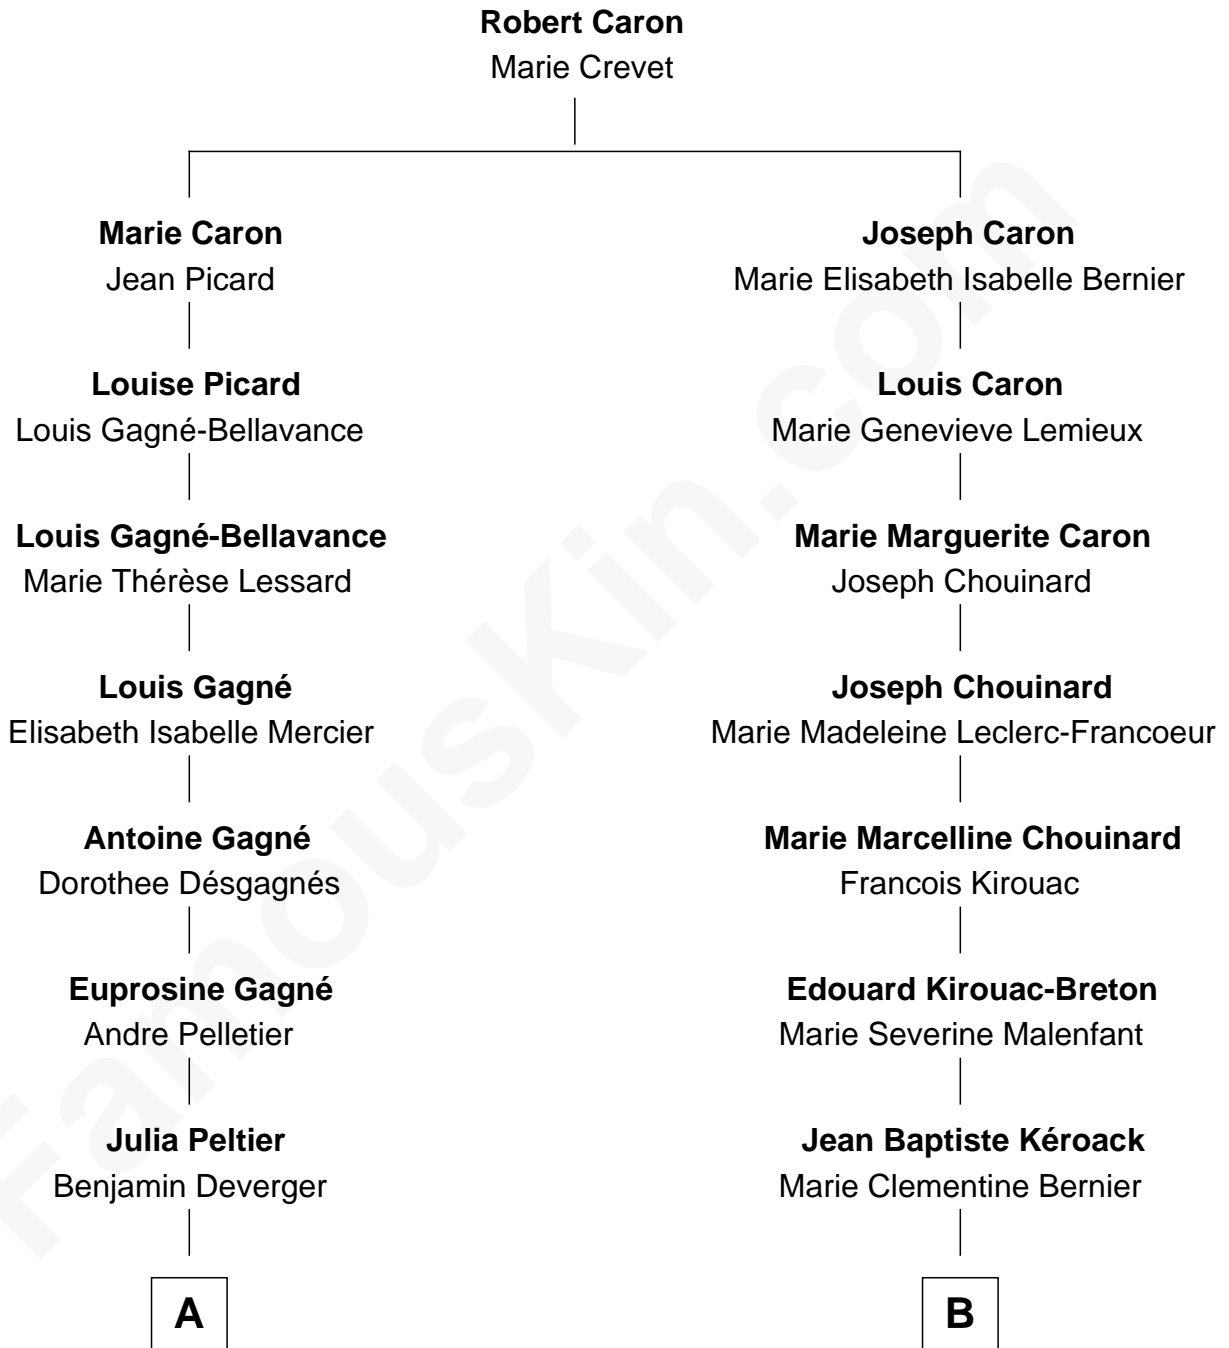 Robert Caron
Marie Crevet
Marie Caron
Jean Picard
Joseph Caron
Marie Elisabeth Isabelle Bernier
Louise Picard
Louis Gagné-Bellavance
Louis Caron
Marie Genevieve Lemieux
Louis Gagné-Bellavance
Marie Thérèse Lessard
Marie Marguerite Caron
Joseph Chouinard
Louis Gagné
Elisabeth Isabelle Mercier
Joseph Chouinard
Marie Madeleine Leclerc-Francoeur
Antoine Gagné
Dorothee Désgagnés
Marie Marcelline Chouinard
Francois Kirouac
Euprosine Gagné
Andre Pelletier
Edouard Kirouac-Breton
Marie Severine Malenfant
Julia Peltier
Benjamin Deverger
Jean Baptiste Kéroack
Marie Clementine Bernier
A
B
FamousKin.com